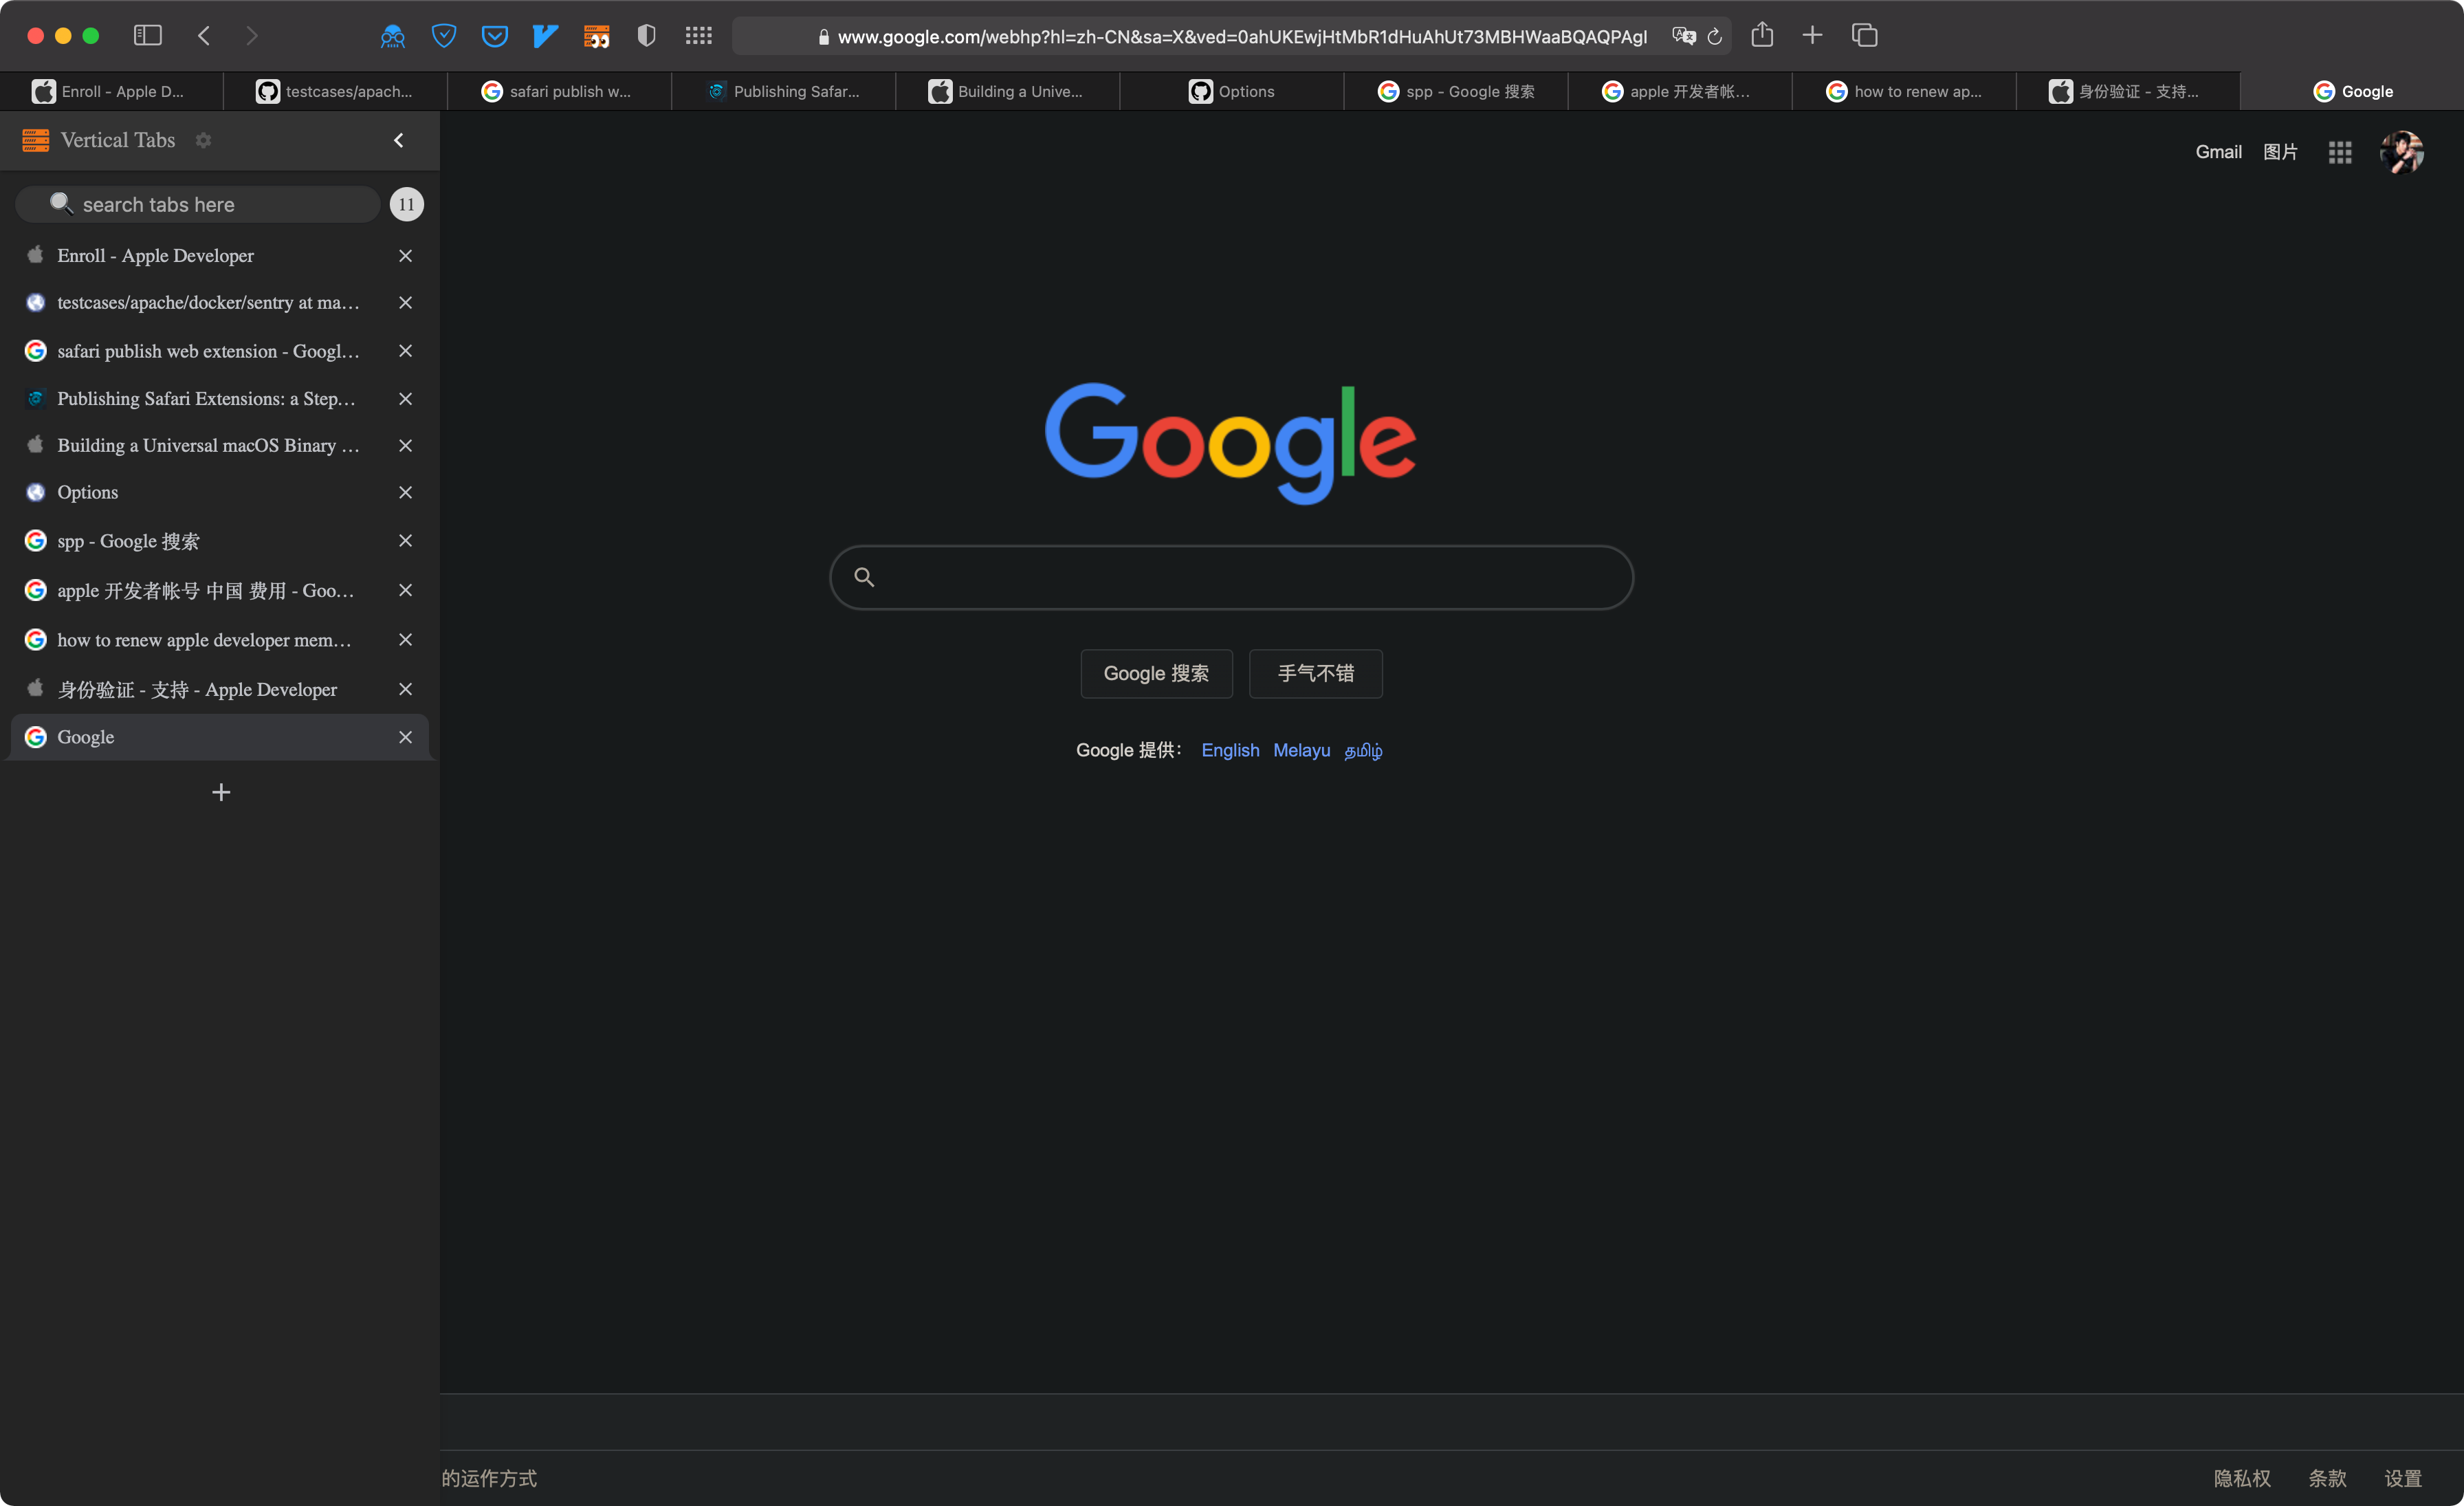 www.google.com/webhp?hl=zh-CN&sa=X&ved=0ahUKEwjHtMbR1dHuAhUt73MBHWaaBQAQPAgI
Enroll - Apple D...
testcases/apach...
safari publish w...
Publishing Safar...
Building a Unive...
Options
spp - Google 搜索
apple 开发者帐...
how to renew ap...
身份验证 - 支持...
Google
Vertical Tabs
search tabs here
11
Enroll - Apple Developer
testcases/apache/docker/sentry at ma...
safari publish web extension - Googl...
Publishing Safari Extensions: a Step...
Building a Universal macOS Binary ...
Options
spp - Google 搜索
apple 开发者帐号 中国 费用 - Goo...
how to renew apple developer mem...
身份验证 - 支持 - Apple Developer
Google
Gmail 图片
Google
Google 搜索
手气不错
Google 提供： English Melayu தமிழ்
的运作方式
隐私权 条款 设置